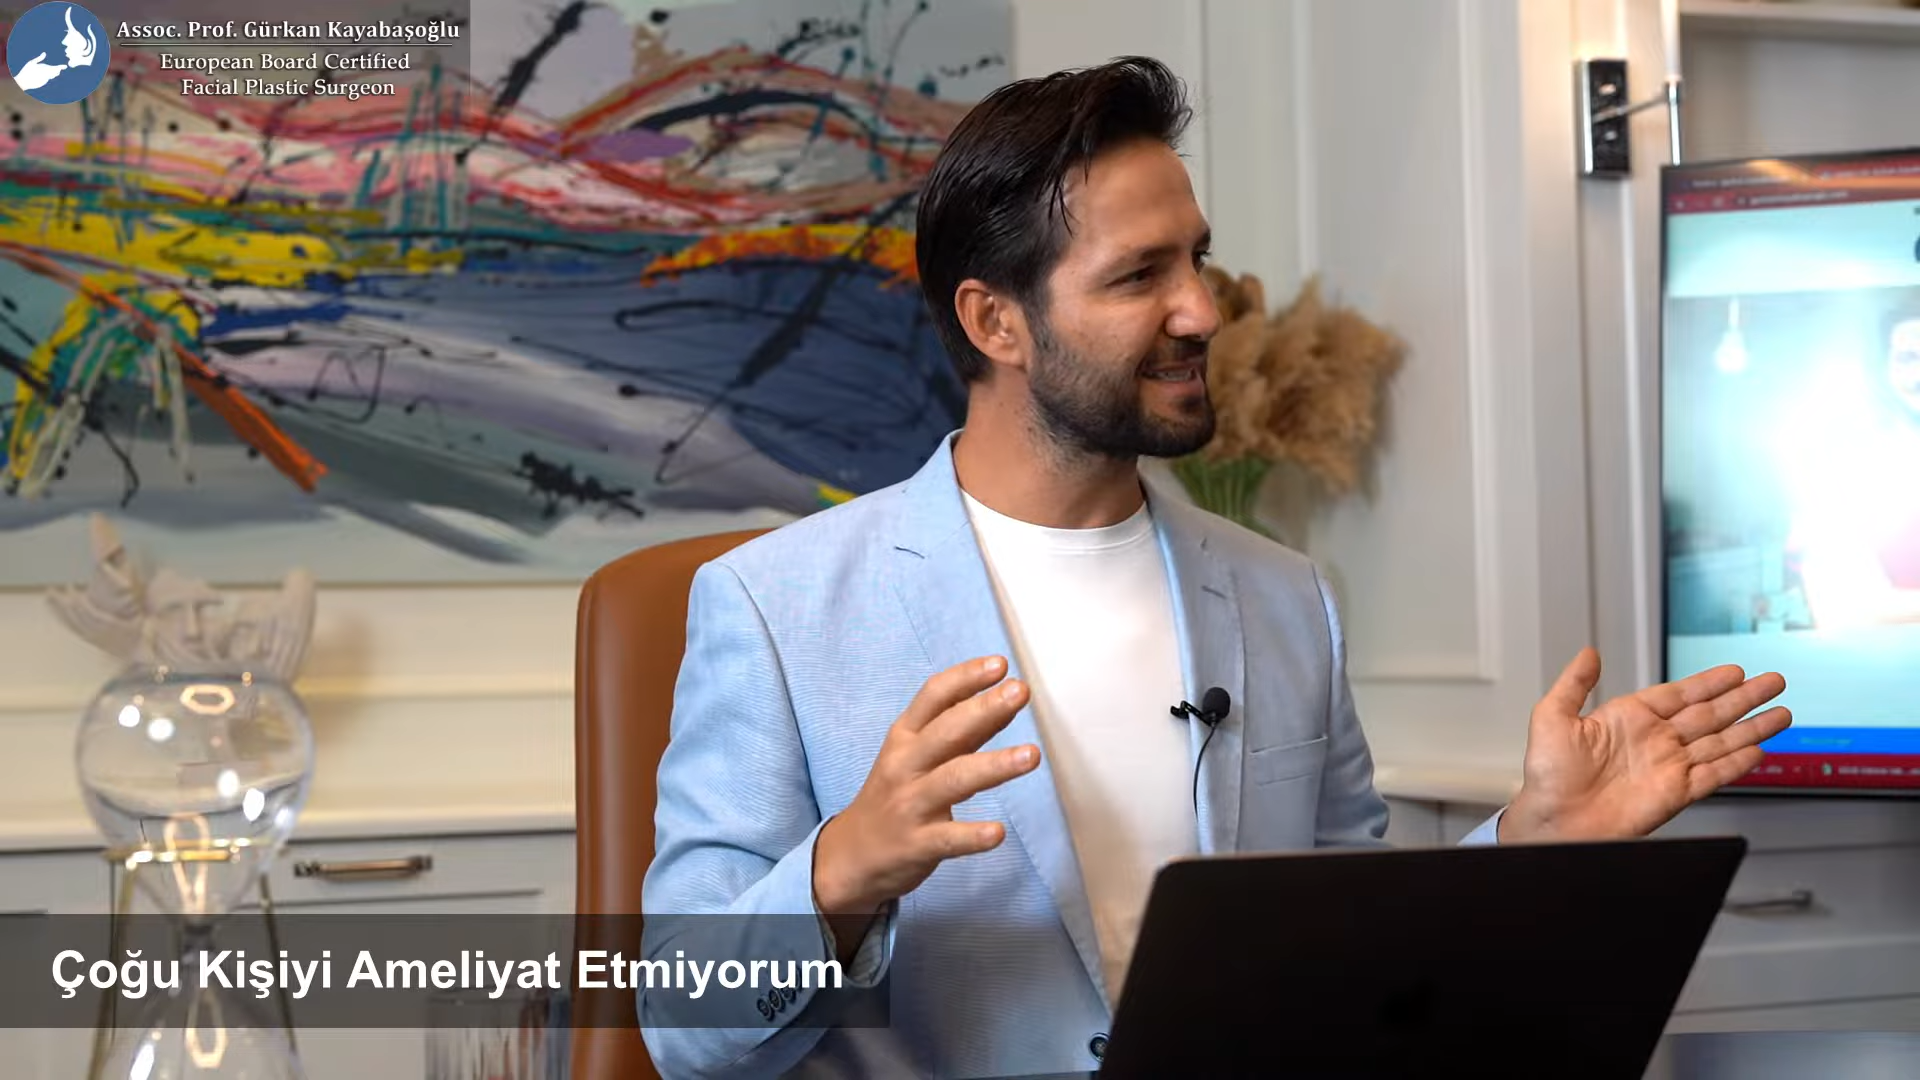 Assoc. Prof. Gürkan Kayabaşoğlu
European Board Certified
Facial Plastic Surgeon
Çoğu Kişiyi Ameliyat Etmiyorum